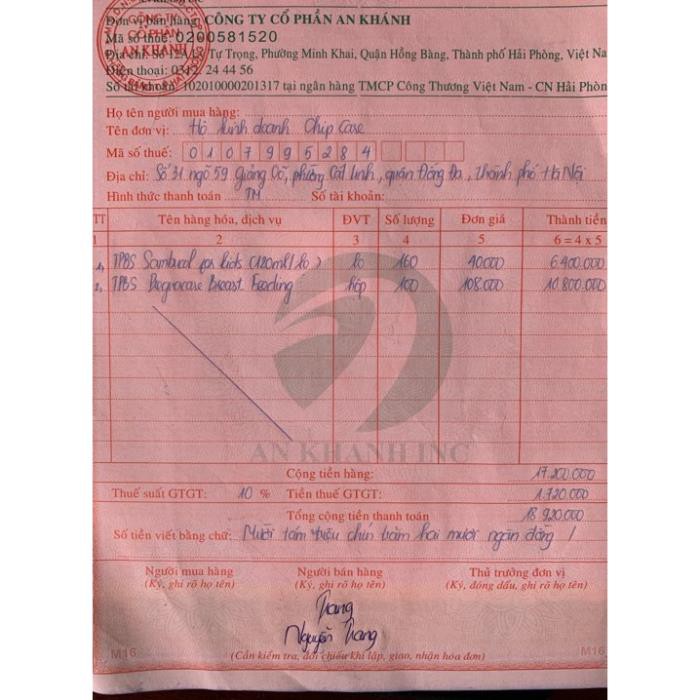 Đơn vị bán hàng: CÔNG TY CỔ PHẦN AN KHÁNH
Mã số thuế: 0200581520
Địa chỉ: Số 12A, Tự Trọng, Phường Minh Khai, Quận Hồng Bàng, Thành phố Hải Phòng, Việt Na
Điện thoại: 24 44 56
Số tài khoản: 102010000201317 tại ngân hàng TMCP Công Thương Việt Nam - CN Hải Phòn
Họ tên người mua hàng:
Tên đơn vị: Hộ kinh doanh Chip Case
Mã số thuế: 0 1 0 7 9 9 5 2 8 4
Địa chỉ: Số 31 ngõ 59 Giảng Võ, phường Cát Linh, quận Đống Đa, thành phố Hà Nội
Hình thức thanh toán TM Số tài khoản:
TT Tên hàng hóa, dịch vụ ĐVT Số lượng Đơn giá Thành tiền
1 2 3 4 5 6 = 4 x 5
1, TPBS Sambucol for kids (120ml/lọ) lọ 160 40.000 6.400.000
2, TPBS Pregnacare Breast Feeding hộp 100 108.000 10.800.000
AN KHANH INC
Cộng tiền hàng: 17.200.000
Thuế suất GTGT: 10 % Tiền thuế GTGT: 1.720.000
Tổng cộng tiền thanh toán 18.920.000
Số tiền viết bằng chữ: Mười tám triệu chín trăm hai mươi ngàn đồng /
Người mua hàng Người bán hàng Thủ trưởng đơn vị
(Ký, ghi rõ họ tên) (Ký, ghi rõ họ tên) (Ký, đóng dấu, ghi rõ họ tên)
Trang
Nguyễn Trang
M16 (Cần kiểm tra, đối chiếu khi lập, giao, nhận hóa đơn) M16